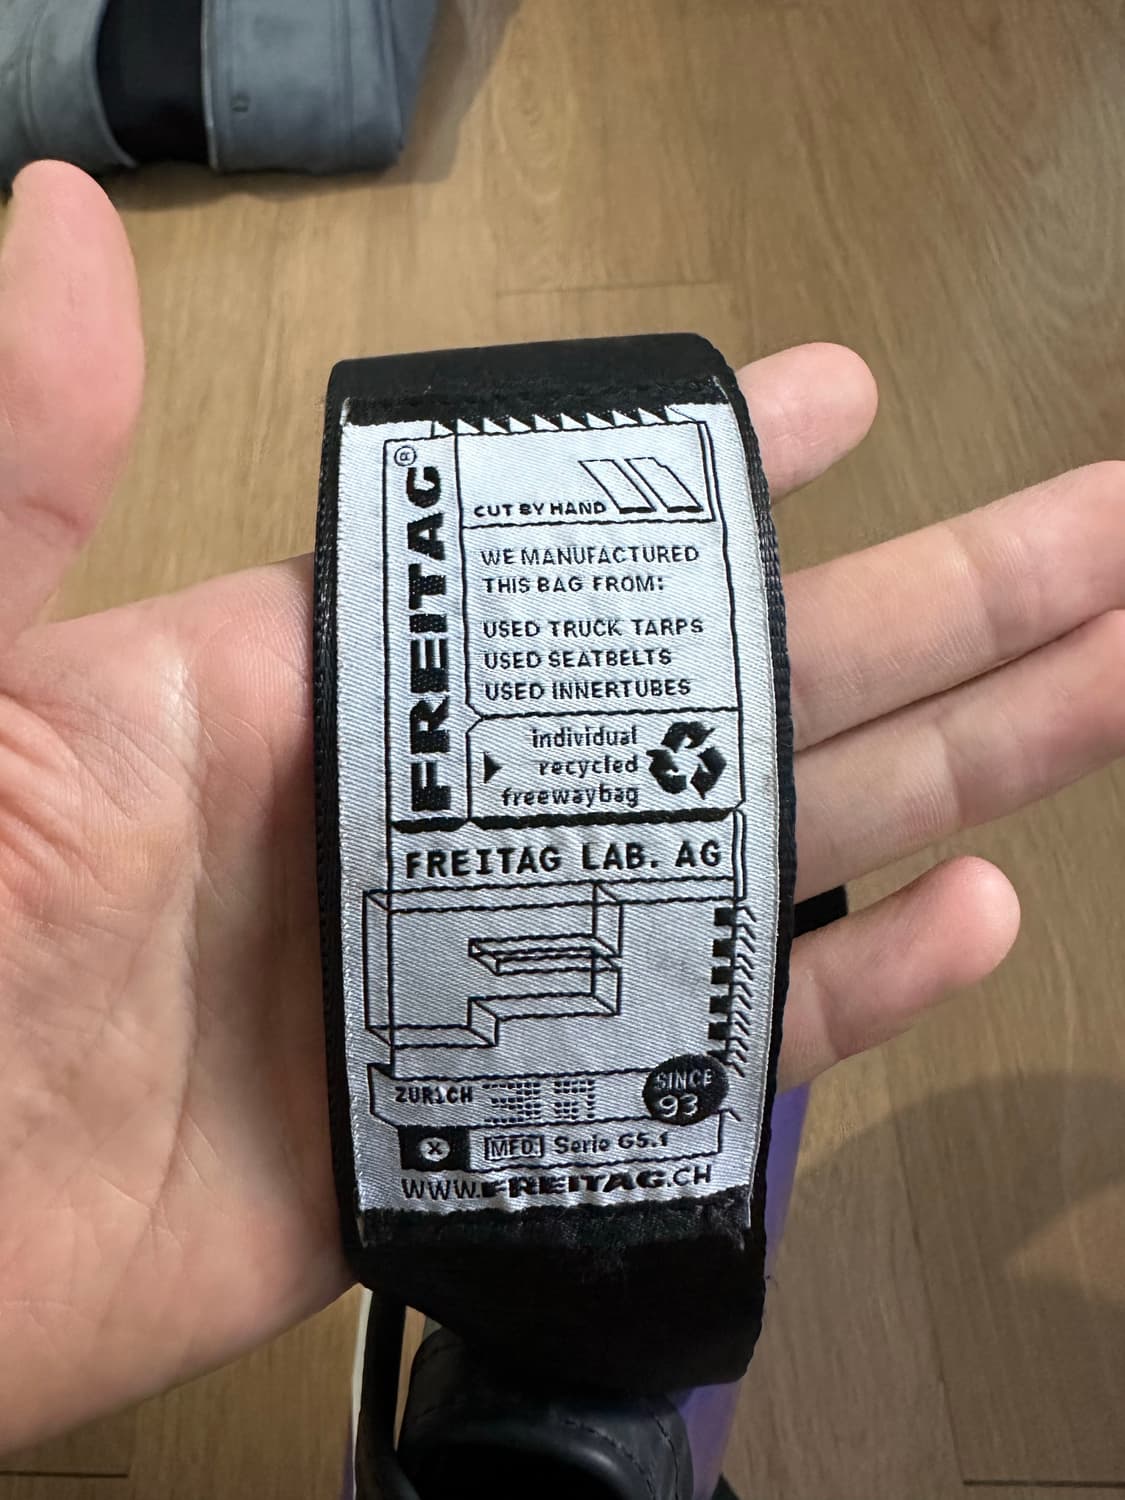 FREITAG®
CUT BY HAND
WE MANUFACTURED
THIS BAG FROM:
USED TRUCK TARPS
USED SEATBELTS
USED INNERTUBES
individual
recycled
freewaybag
FREITAG LAB. AG
F
ZURICH
SINCE
93
X
MFD: Serie G5.1
WWW.FREITAG.CH